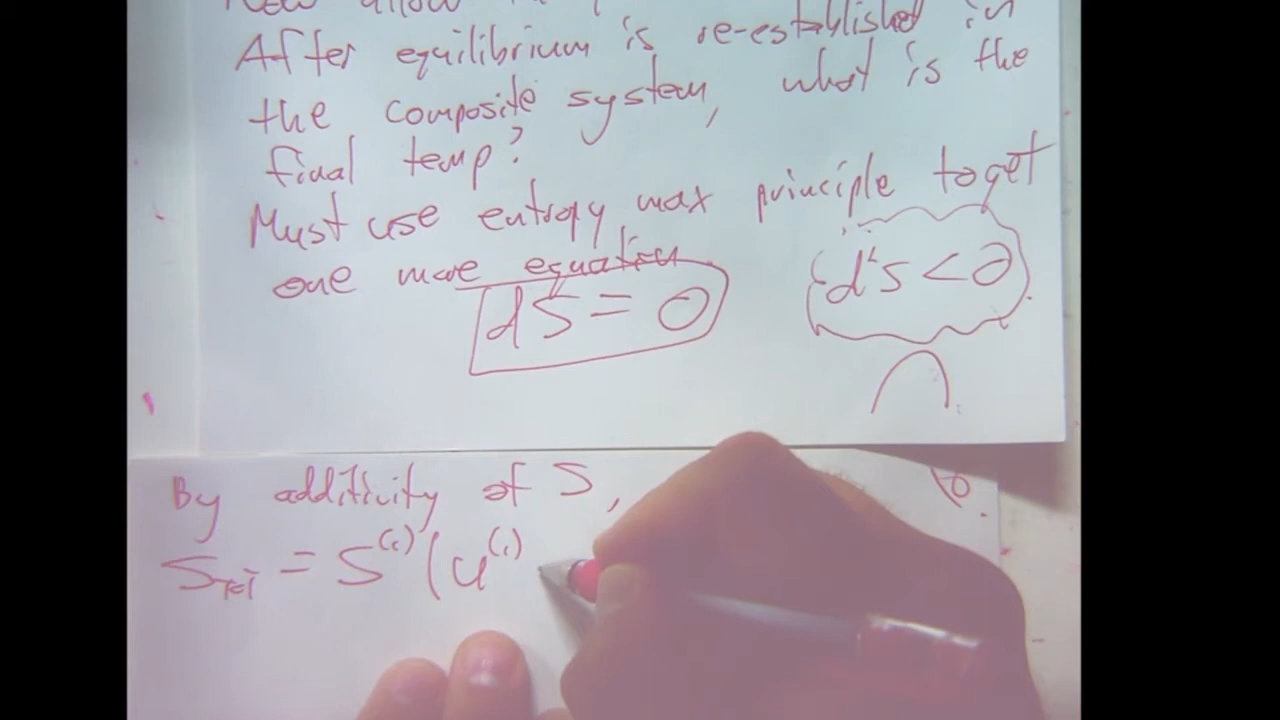 After equilibrium is re-established in
the composite system, what is the
final temp?
Must use entropy max principle to get
one more equation
dS = 0
d²S < 0
By additivity of S,
S_tot = S^(1) (U^(1)